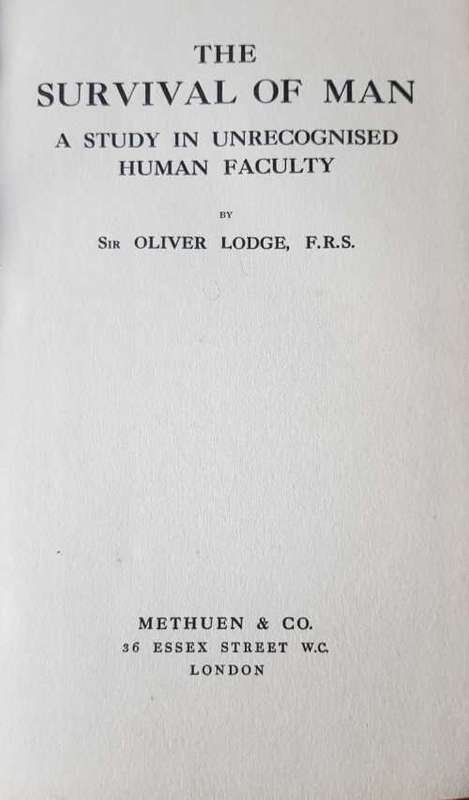 THE
SURVIVAL OF MAN
A STUDY IN UNRECOGNISED
HUMAN FACULTY
BY
SIR OLIVER LODGE, F.R.S.
METHUEN & CO.
36 ESSEX STREET W.C.
LONDON